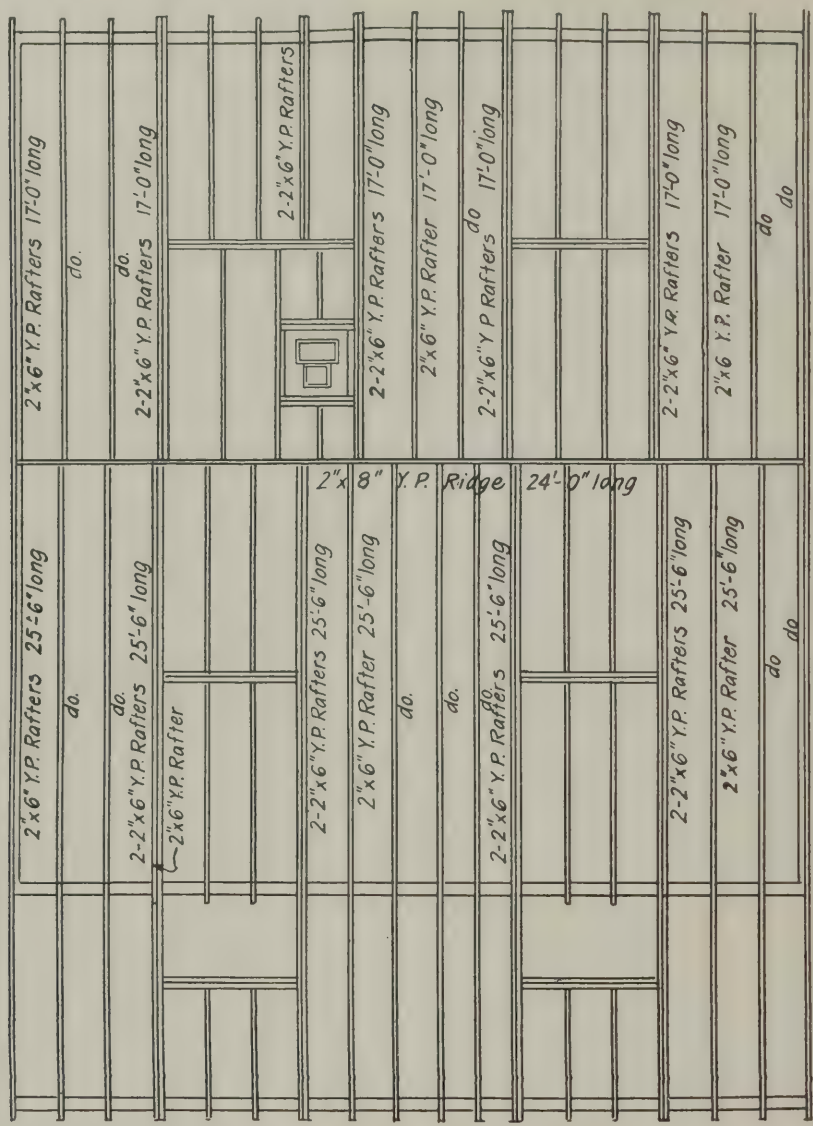 2"x6" Y.P. Rafters 17'-0" long
do.
do.
2-2"x6" Y.P. Rafters 17'-0" long
2-2"x6" Y.P. Rafters
2-2"x6" Y.P. Rafters 17'-0" long
2"x6" Y.P. Rafter 17'-0" long
do
2-2"x6" Y P Rafters 17'-0" long
2-2"x6" Y.P. Rafters 17'-0" long
2"x6 Y.P. Rafter 17'-0" long
do
do
2"x 8" Y.P. Ridge 24'-0" long
2"x6" Y.P. Rafters 25'-6" long
do.
do.
2-2"x6" Y.P. Rafters 25'-6" long
2"x6" Y.P. Rafter
2-2"x6" Y.P. Rafters 25'-6" long
2"x6" Y.P. Rafter 25'-6" long
do.
do.
do.
2-2"x6" Y.P. Rafters 25'-6" long
2-2"x6" Y.P. Rafters 25'-6" long
2"x6" Y.P. Rafter 25'-6" long
do
do